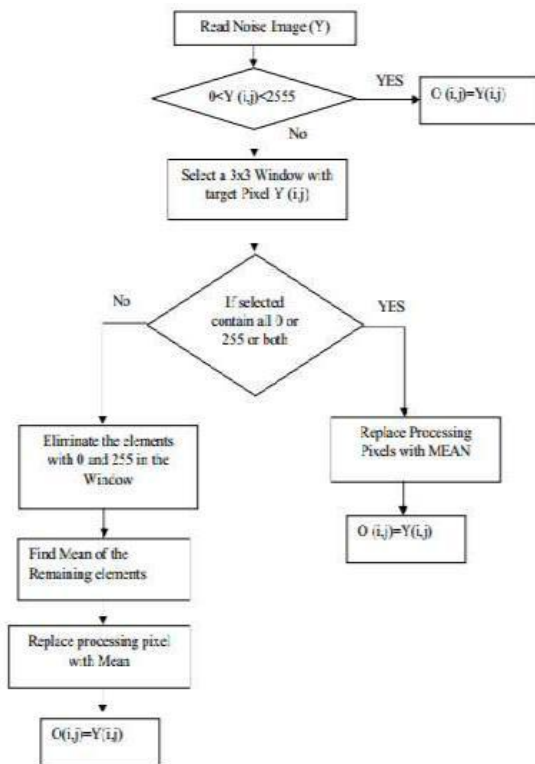 Read Noise Image (Y)
0<Y (i,j)<2555
YES
O (i,j)=Y(i,j)
No
Select a 3x3 Window with
target Pixel Y (i,j)
No
If selected
contain all 0 or
255 or both
YES
Eliminate the elements
with 0 and 255 in the
Window
Replace Processing
Pixels with MEAN
O (i,j)=Y(i,j)
Find Mean of the
Remaining elements
Replace processing pixel
with Mean
O(i,j)=Y(i,j)